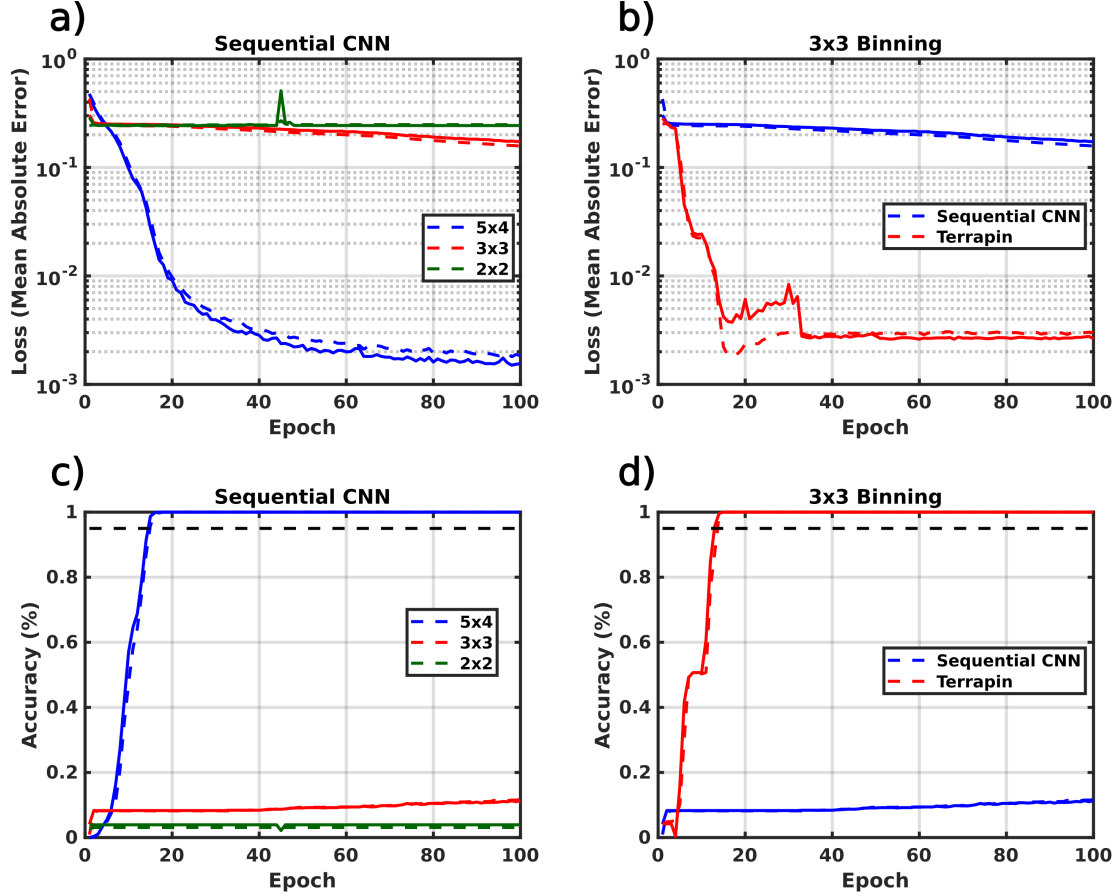 a)
Sequential CNN
Loss (Mean Absolute Error)
10^0
10^-1
10^-2
10^-3
5x4
3x3
2x2
0 20 40 60 80 100
Epoch
b)
3x3 Binning
Loss (Mean Absolute Error)
10^0
10^-1
10^-2
10^-3
Sequential CNN
Terrapin
0 20 40 60 80 100
Epoch
c)
Sequential CNN
Accuracy (%)
1
0.8
0.6
0.4
0.2
0
5x4
3x3
2x2
0 20 40 60 80 100
Epoch
d)
3x3 Binning
Accuracy (%)
1
0.8
0.6
0.4
0.2
0
Sequential CNN
Terrapin
0 20 40 60 80 100
Epoch